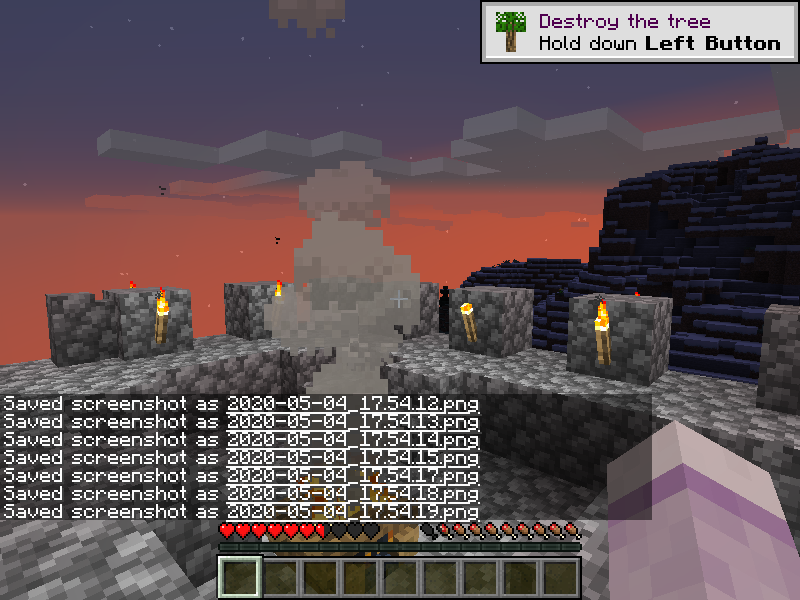 Destroy the tree
Hold down Left Button
Saved screenshot as 2020-05-04_17.54.12.png
Saved screenshot as 2020-05-04_17.54.13.png
Saved screenshot as 2020-05-04_17.54.14.png
Saved screenshot as 2020-05-04_17.54.15.png
Saved screenshot as 2020-05-04_17.54.17.png
Saved screenshot as 2020-05-04_17.54.18.png
Saved screenshot as 2020-05-04_17.54.19.png